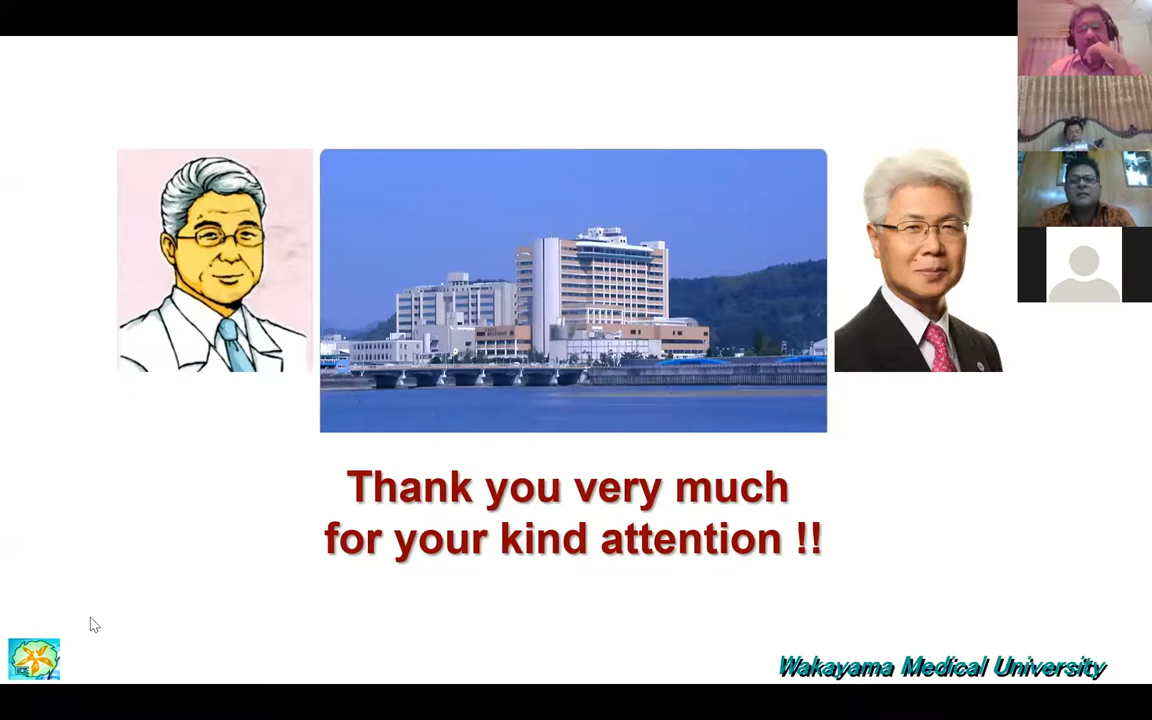 Thank you very much
for your kind attention !!
Wakayama Medical University